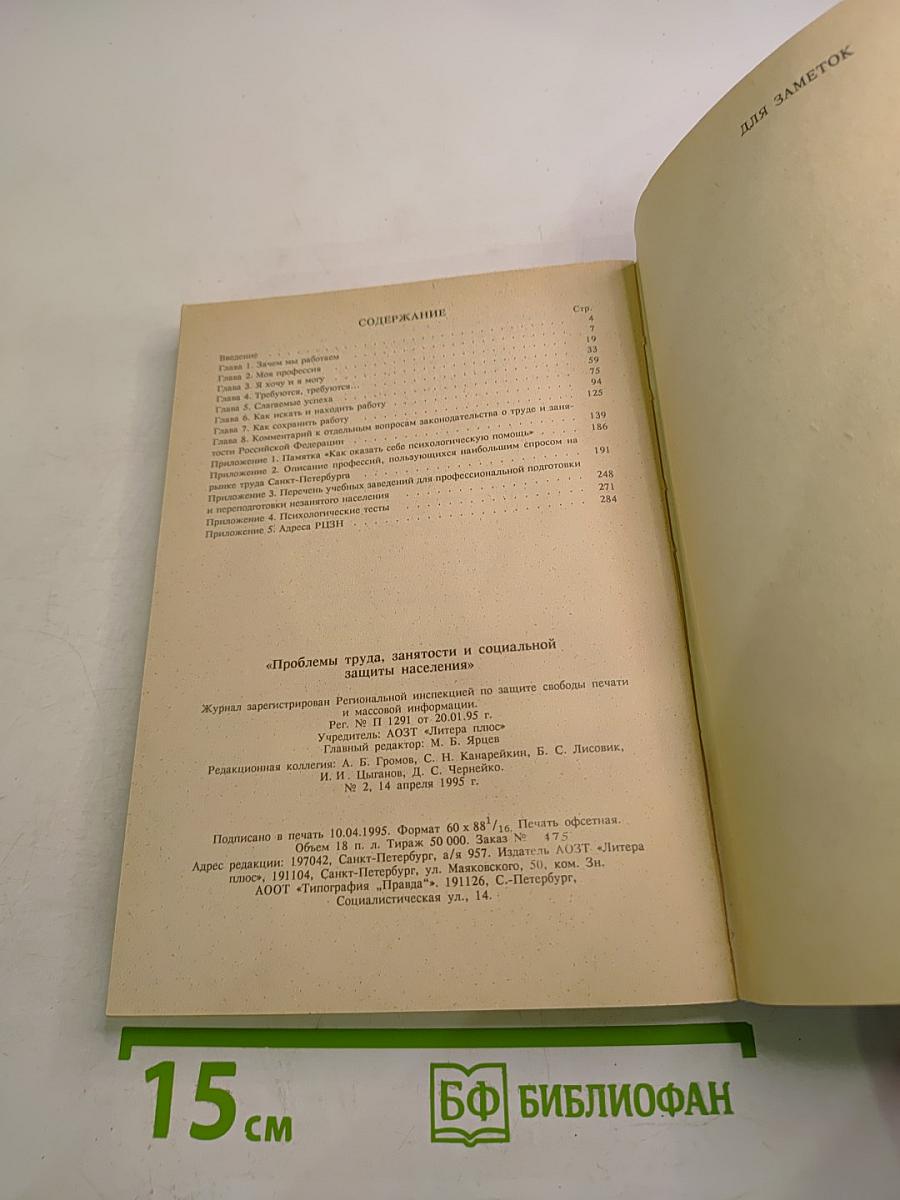 СОДЕРЖАНИЕ
Стр.
Введение 4
Глава 1. Зачем мы работаем 7
Глава 2. Моя профессия 19
Глава 3. Я хочу и я могу 33
Глава 4. Требуются, требуются... 59
Глава 5. Слагаемые успеха 75
Глава 6. Как искать и находить работу 94
Глава 7. Как сохранить работу 125
Глава 8. Комментарий к отдельным вопросам законодательства о труде и заня-
тости Российской Федерации 139
Приложение 1. Памятка «Как оказать себе психологическую помощь» 186
Приложение 2. Описание профессий, пользующихся наибольшим спросом на
рынке труда Санкт-Петербурга 191
Приложение 3. Перечень учебных заведений для профессиональной подготовки
и переподготовки незанятого населения 248
Приложение 4. Психологические тесты 271
Приложение 5. Адреса РЦЗН 284
«Проблемы труда, занятости и социальной
защиты населения»
Журнал зарегистрирован Региональной инспекцией по защите свободы печати
и массовой информации.
Рег. № П 1291 от 20.01.95 г.
Учредитель: АОЗТ «Литера плюс»
Главный редактор: М. Б. Ярцев
Редакционная коллегия: А. Б. Громов, С. Н. Канарейкин, Б. С. Лисовик,
И. И. Цыганов, Д. С. Чернейко.
№ 2, 14 апреля 1995 г.
Подписано в печать 10.04.1995. Формат 60 x 88 1/16. Печать офсетная.
Объем 18 п. л. Тираж 50 000. Заказ № 475
Адрес редакции: 197042, Санкт-Петербург, а/я 957. Издатель АОЗТ «Литера
плюс», 191104, Санкт-Петербург, ул. Маяковского, 50, ком. Зн.
АООТ «Типография „Правда“». 191126, С.-Петербург,
Социалистическая ул., 14.
ДЛЯ ЗАМЕТОК
15 см
БФ БИБЛИОФАН